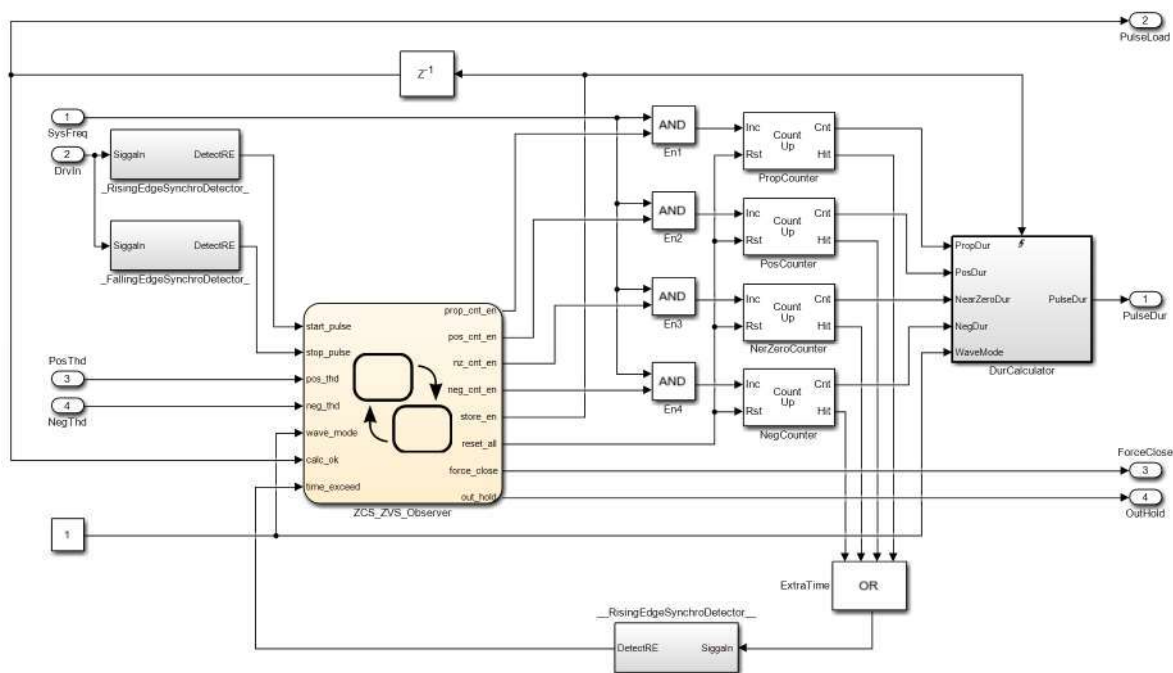 2
PulseLoad
Z-1
1
SysFreq
2
DrvIn
SiggaIn DetectRE
_RisingEdgeSynchroDetector_
SiggaIn DetectRE
_FallingEdgeSynchroDetector_
AND
En1
AND
En2
AND
En3
AND
En4
Inc Cnt
Count
Up
Rst Hit
PropCounter
Inc Cnt
Count
Up
Rst Hit
PosCounter
Inc Cnt
Count
Up
Rst Hit
NerZeroCounter
Inc Cnt
Count
Up
Rst Hit
NegCounter
PropDur
PosDur
NearZeroDur PulseDur
NegDur
WaveMode
DurCalculator
1
PulseDur
PosThd
3
4
NegThd
start_pulse
stop_pulse
pos_thd
neg_thd
wave_mode
calc_ok
time_exceed
prop_cnt_en
pos_cnt_en
nz_cnt_en
neg_cnt_en
store_en
reset_all
force_close
out_hold
ZCS_ZVS_Observer
ForceClose
3
4
OutHold
1
ExtraTime
OR
__RisingEdgeSynchroDetector__
DetectRE SiggaIn